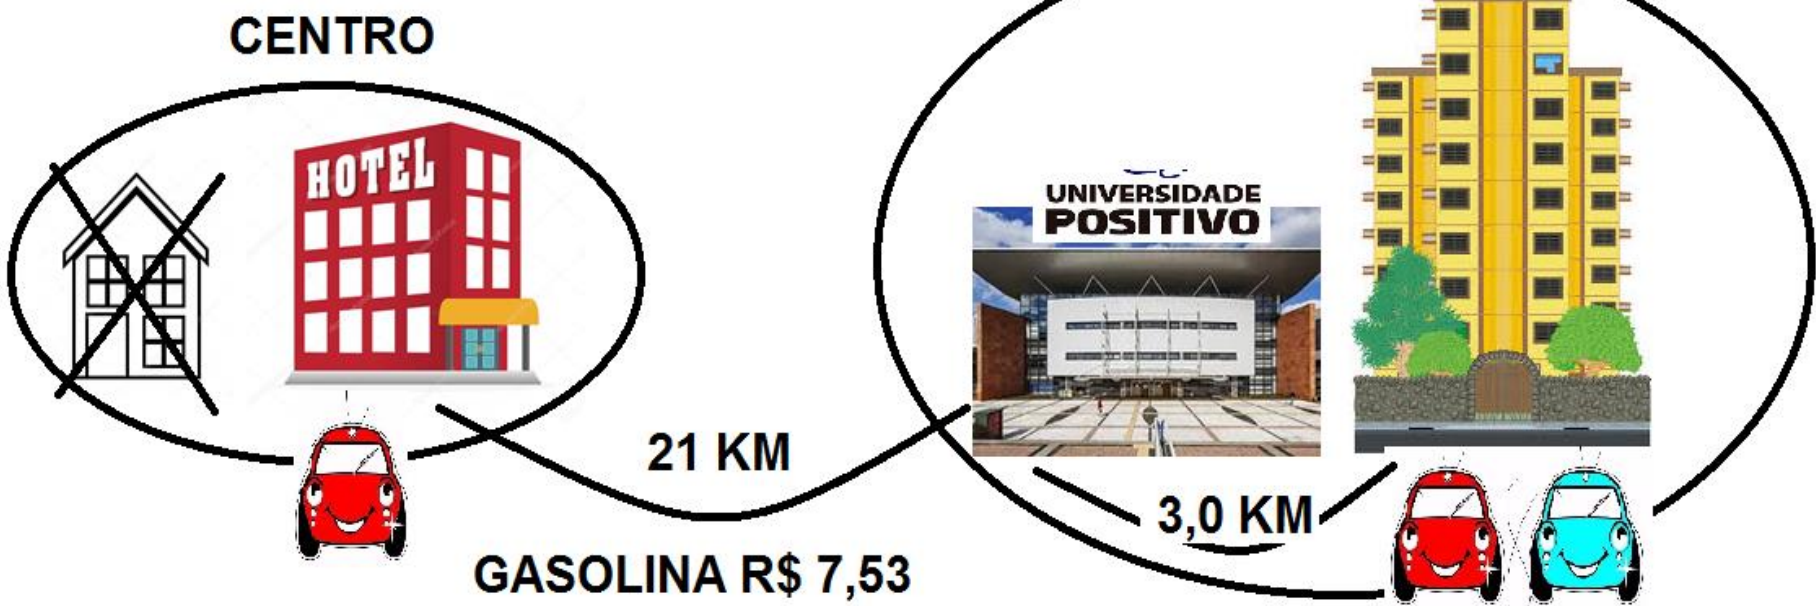 CENTRO
HOTEL
UNIVERSIDADE
POSITIVO
21 KM
3,0 KM
GASOLINA R$ 7,53